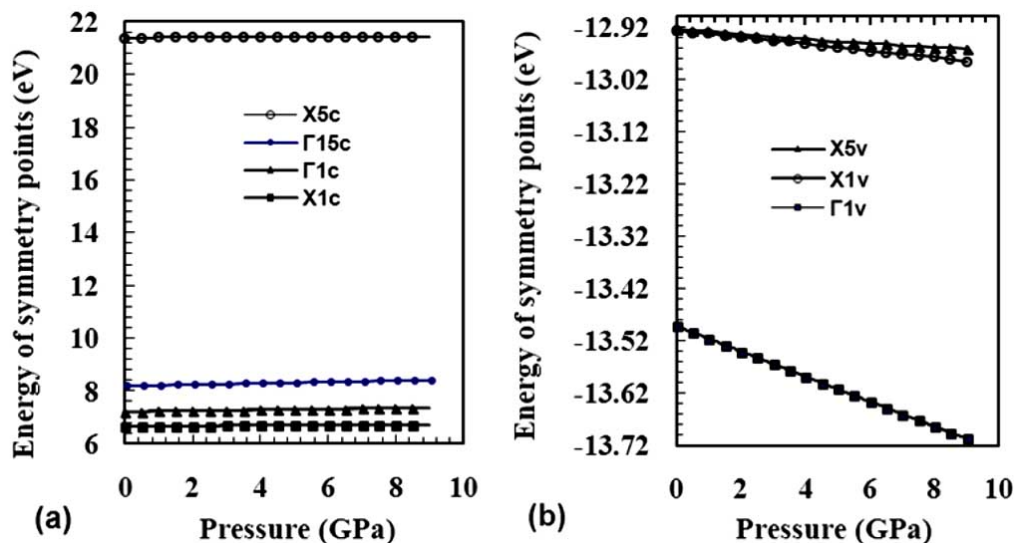 22
20
18
16
14
12
10
8
6
Energy of symmetry points (eV)
X5c
Γ15c
Γ1c
X1c
0 2 4 6 8 10
Pressure (GPa)
(a)
-12.92
-13.02
-13.12
-13.22
-13.32
-13.42
-13.52
-13.62
-13.72
Energy of symmetry points (eV)
X5v
X1v
Γ1v
0 2 4 6 8 10
Pressure (GPa)
(b)